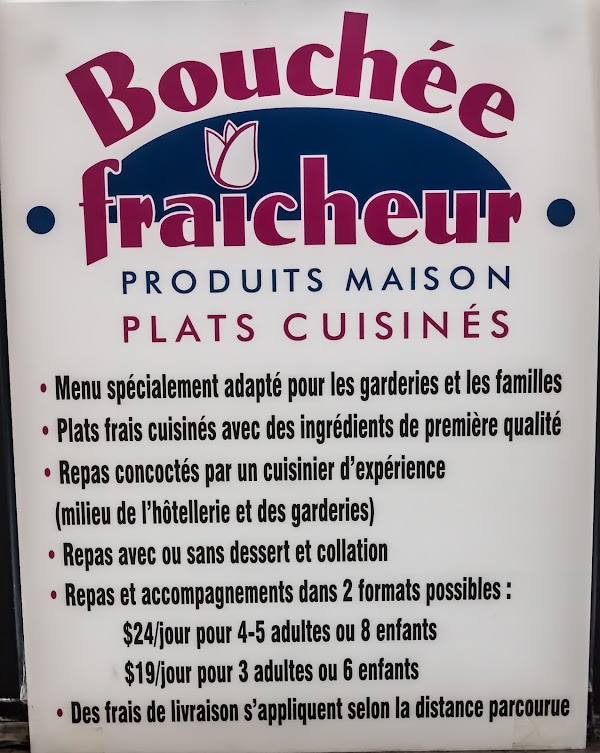 Bouchée
fraîcheur
PRODUITS MAISON
PLATS CUISINÉS
• Menu spécialement adapté pour les garderies et les familles
• Plats frais cuisinés avec des ingrédients de première qualité
• Repas concoctés par un cuisinier d'expérience
(milieu de l'hôtellerie et des garderies)
• Repas avec ou sans dessert et collation
• Repas et accompagnements dans 2 formats possibles :
$24/jour pour 4-5 adultes ou 8 enfants
$19/jour pour 3 adultes ou 6 enfants
• Des frais de livraison s'appliquent selon la distance parcourue